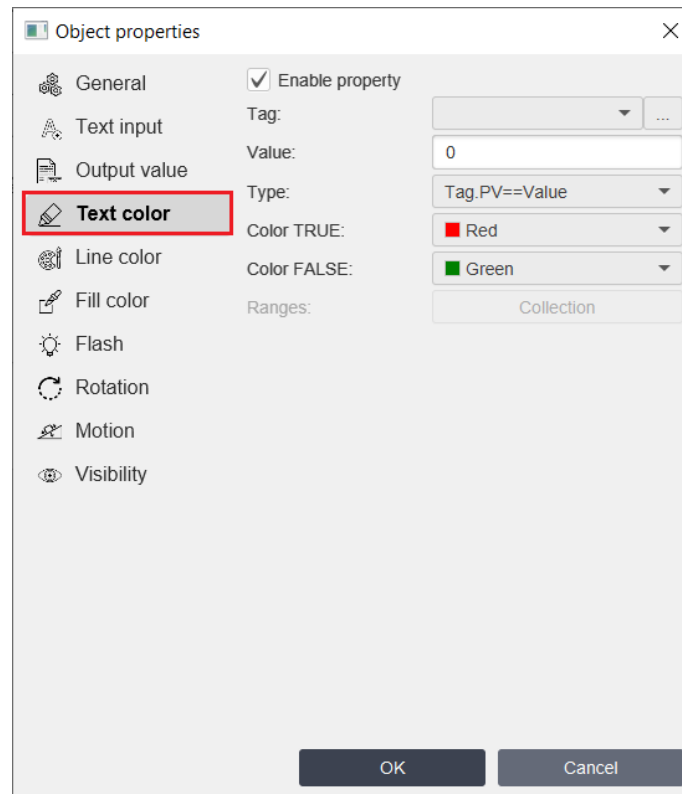 Object properties
General
Text input
Output value
Text color
Line color
Fill color
Flash
Rotation
Motion
Visibility
Enable property
Tag:
...
Value: 0
Type: Tag.PV==Value
Color TRUE: Red
Color FALSE: Green
Ranges: Collection
OK Cancel